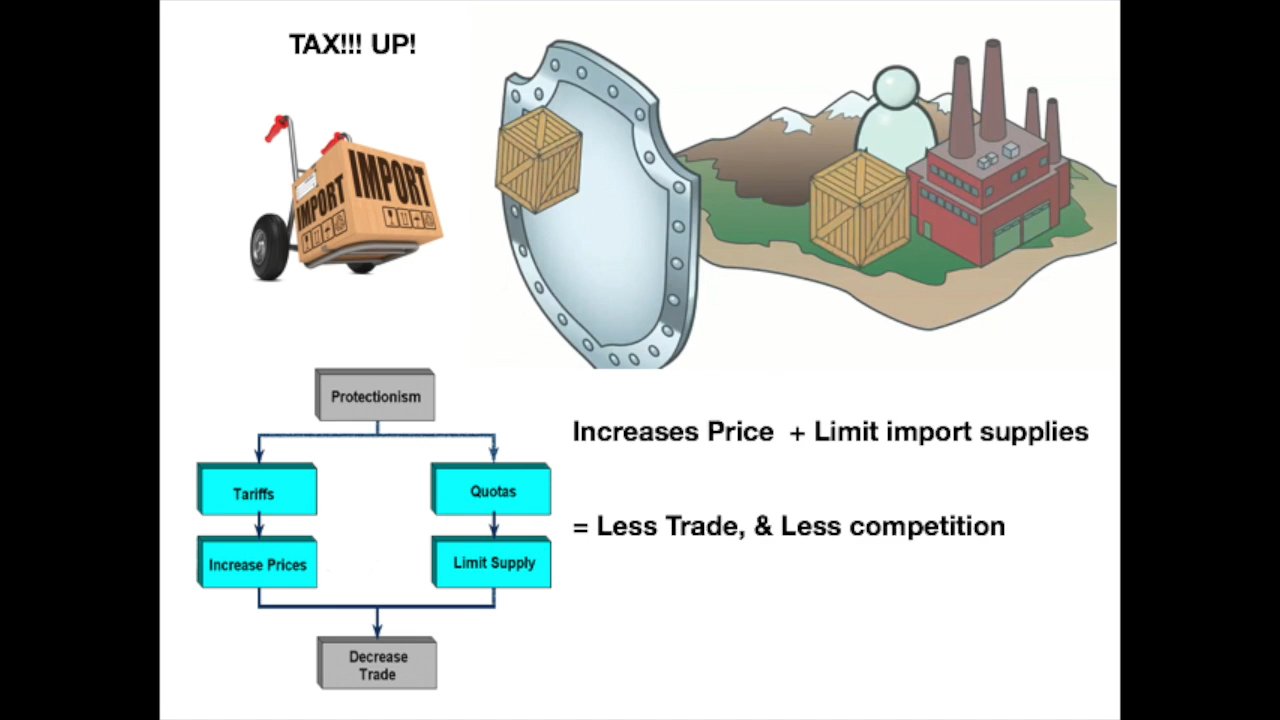 TAX!!! UP!
IMPORT
IMPORT
Protectionism
Increases Price + Limit import supplies
Tariffs
Quotas
= Less Trade, & Less competition
Increase Prices
Limit Supply
Decrease
Trade